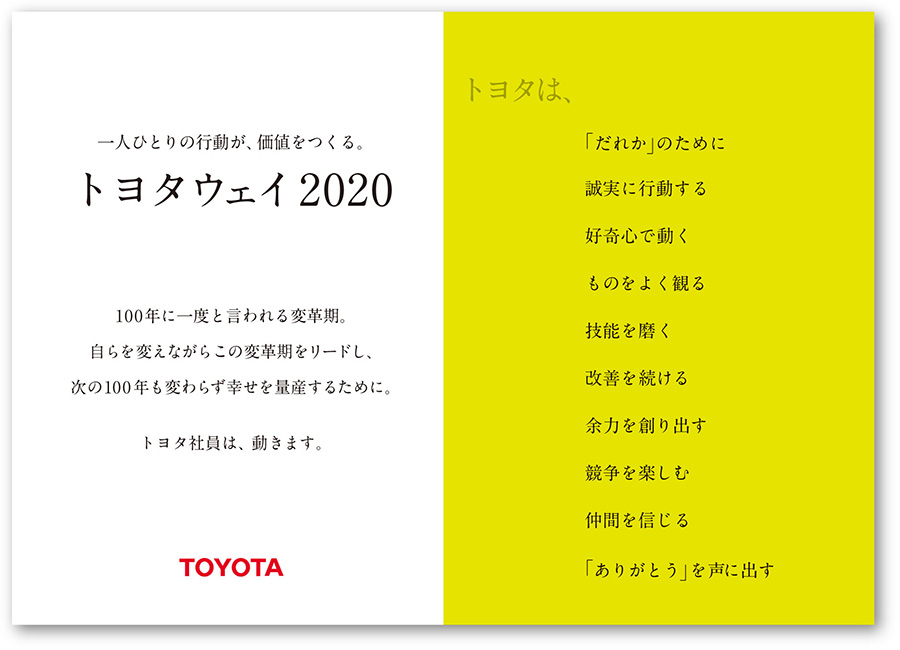 一人ひとりの行動が、価値をつくる。
トヨタウェイ2020
100年に一度と言われる変革期。
自らを変えながらこの変革期をリードし、
次の100年も変わらず幸せを量産するために。
トヨタ社員は、動きます。
TOYOTA
トヨタは、
「だれか」のために
誠実に行動する
好奇心で動く
ものをよく観る
技能を磨く
改善を続ける
余力を創り出す
競争を楽しむ
仲間を信じる
「ありがとう」を声に出す